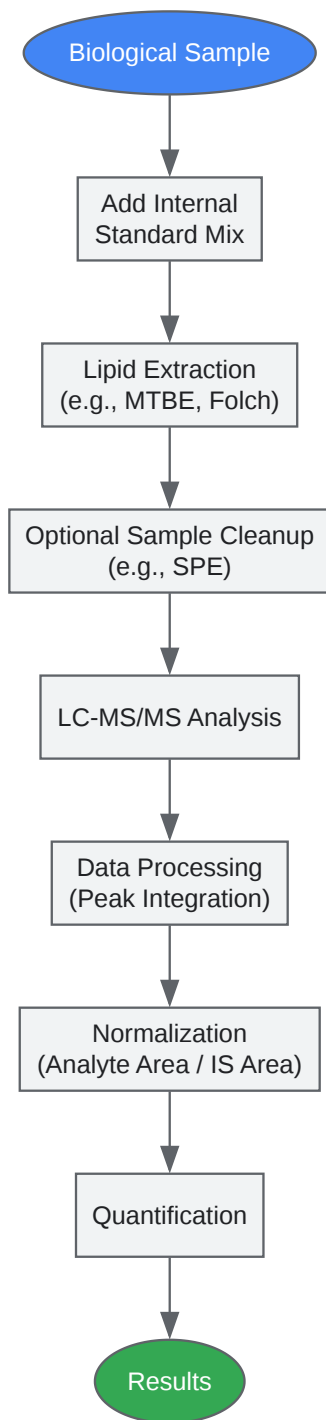 Biological Sample
Add Internal
Standard Mix
Lipid Extraction
(e.g., MTBE, Folch)
Optional Sample Cleanup
(e.g., SPE)
LC-MS/MS Analysis
Data Processing
(Peak Integration)
Normalization
(Analyte Area / IS Area)
Quantification
Results